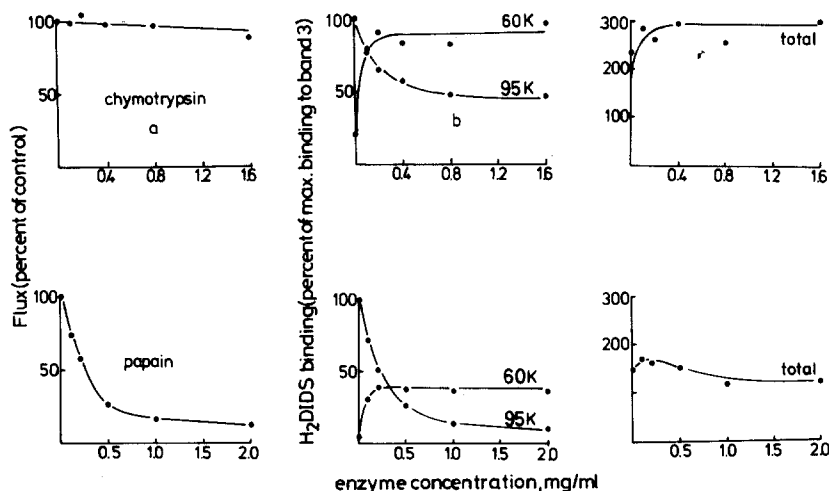 Flux (percent of control)
100
50
chymotrypsin
a
0.4 0.8 1.2 1.6
H₂DIDS binding (percent of max. binding to band 3)
100
50
60K
95K
b
0.4 0.8 1.2 1.6
300
200
100
total
0.4 0.8 1.2 1.6
100
50
papain
0.5 1.0 1.5 2.0
100
50
60K
95K
0.5 1.0 1.5 2.0
300
200
100
total
0.5 1.0 1.5 2.0
enzyme concentration, mg/ml